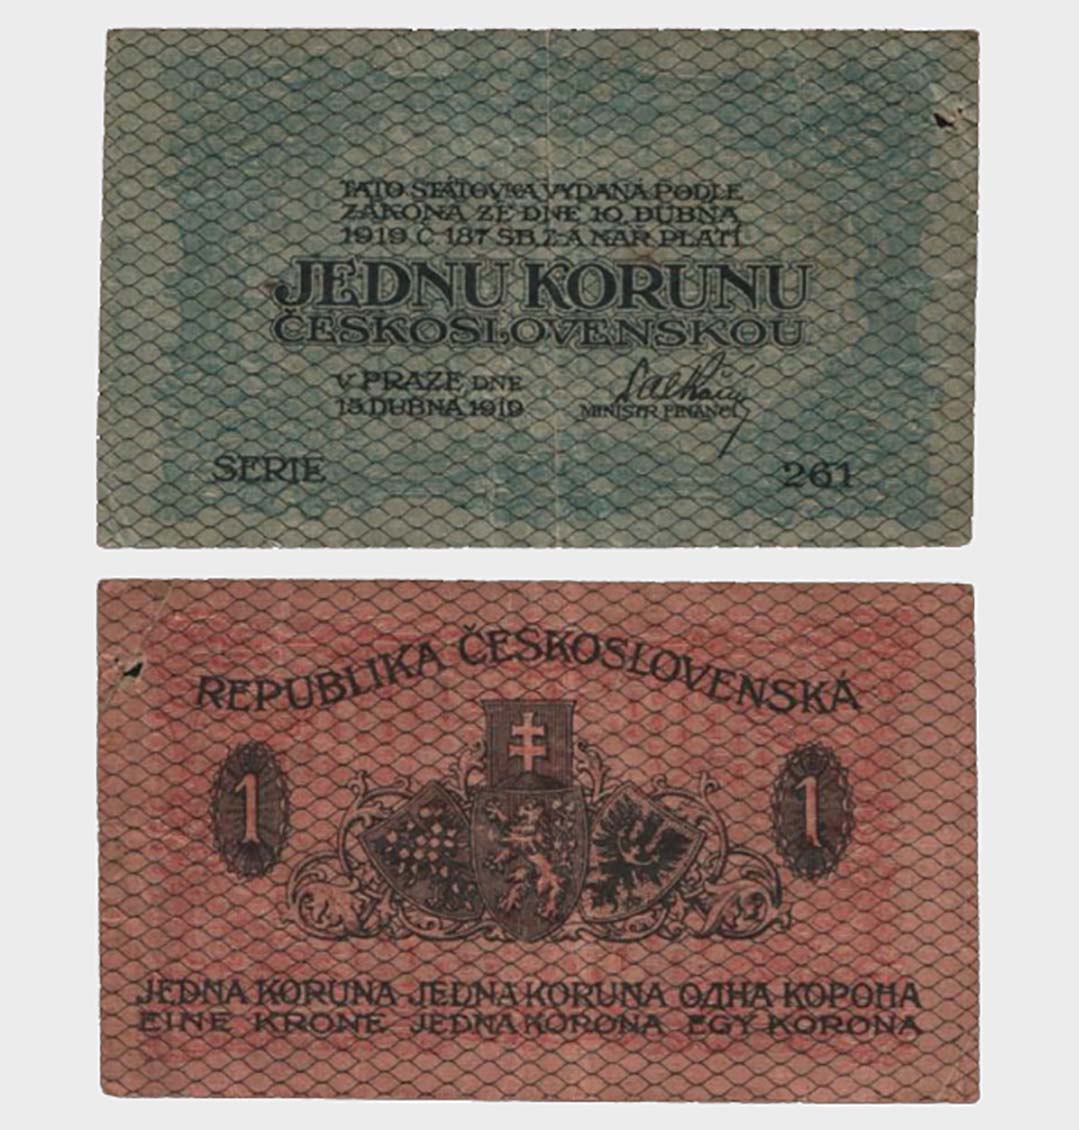 TATO STÁTOVKA VYDANÁ PODLE
ZÁKONA ZE DNE 10. DUBNA
1919 Č 187 SB. Z A NAŘ PLATÍ
JEDNU KORUNU
ČESKOSLOVENSKOU
V PRAZE DNE
15. DUBNA 1919
MINISTR FINANCÍ
SERIE 261
REPUBLIKA ČESKOSLOVENSKÁ
1 1
JEDNA KORUNA JEDNA KORUNA ОДНА КОРОНА
EINE KRONE JEDNA KORONA EGY KORONA